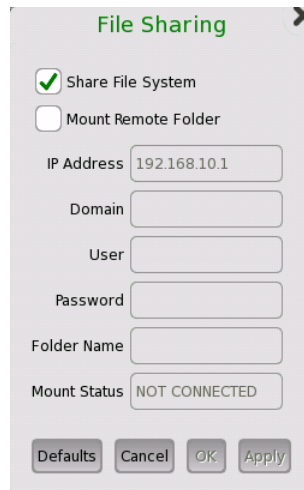 File Sharing
Share File System
Mount Remote Folder
IP Address 192.168.10.1
Domain
User
Password
Folder Name
Mount Status NOT CONNECTED
Defaults Cancel OK Apply